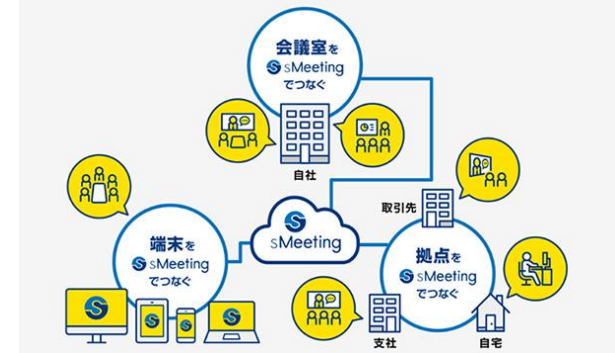 会議室を
sMeeting
でつなぐ
自社
取引先
sMeeting
端末を
sMeeting
でつなぐ
拠点を
sMeeting
でつなぐ
支社
自宅